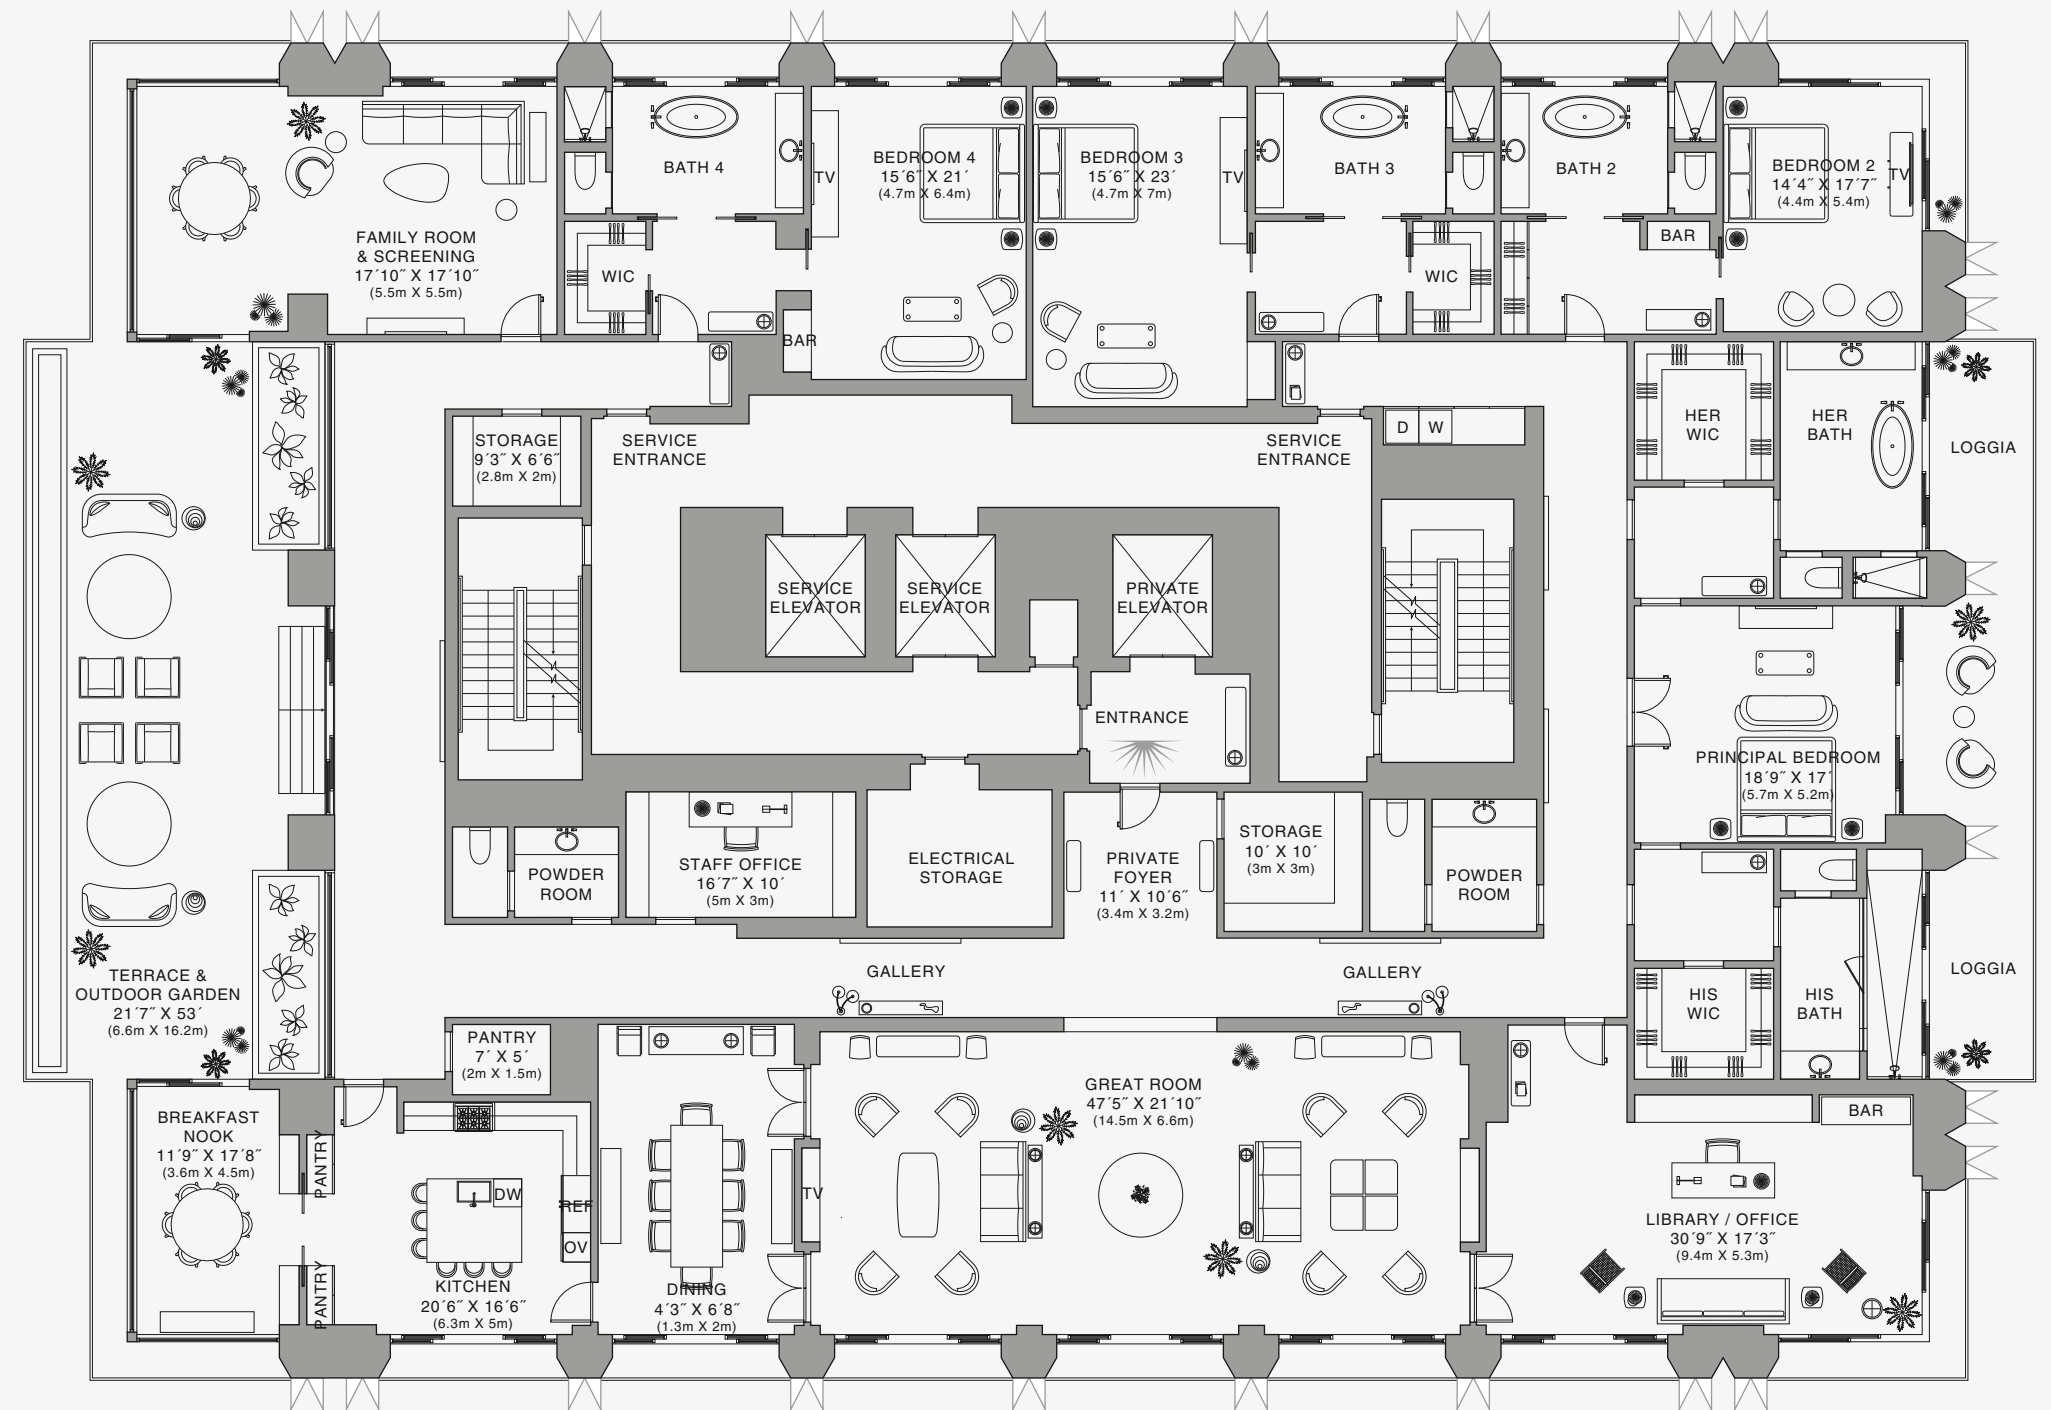 BATH 4
BEDROOM 4
15´6˝ X 21´
(4.7m X 6.4m)
TV
BEDROOM 3
15´6˝ X 23´
(4.7m X 7m)
TV
BATH 3
BATH 2
BEDROOM 2
14´4˝ X 17´7˝
(4.4m X 5.4m)
TV
BAR
FAMILY ROOM
& SCREENING
17´10˝ X 17´10˝
(5.5m X 5.5m)
WIC
WIC
BAR
STORAGE
9´3˝ X 6´6˝
(2.8m X 2m)
SERVICE
ENTRANCE
SERVICE
ENTRANCE
D
W
HER
WIC
HER
BATH
LOGGIA
SERVICE
ELEVATOR
SERVICE
ELEVATOR
PRIVATE
ELEVATOR
ENTRANCE
PRINCIPAL BEDROOM
18´9˝ X 17´
(5.7m X 5.2m)
POWDER
ROOM
STAFF OFFICE
16´7˝ X 10´
(5m X 3m)
ELECTRICAL
STORAGE
PRIVATE
FOYER
11´ X 10´6˝
(3.4m X 3.2m)
STORAGE
10´ X 10´
(3m X 3m)
POWDER
ROOM
TERRACE &
OUTDOOR GARDEN
21´7˝ X 53´
(6.6m X 16.2m)
GALLERY
GALLERY
HIS
WIC
HIS
BATH
LOGGIA
PANTRY
7´ X 5´
(2m X 1.5m)
BREAKFAST
NOOK
11´9˝ X 17´8˝
(3.6m X 4.5m)
PANTRY
PANTRY
DW
REF
OV
KITCHEN
20´6˝ X 16´6˝
(6.3m X 5m)
DINING
4´3˝ X 6´8˝
(1.3m X 2m)
TV
GREAT ROOM
47´5˝ X 21´10˝
(14.5m X 6.6m)
BAR
LIBRARY / OFFICE
30´9˝ X 17´3˝
(9.4m X 5.3m)